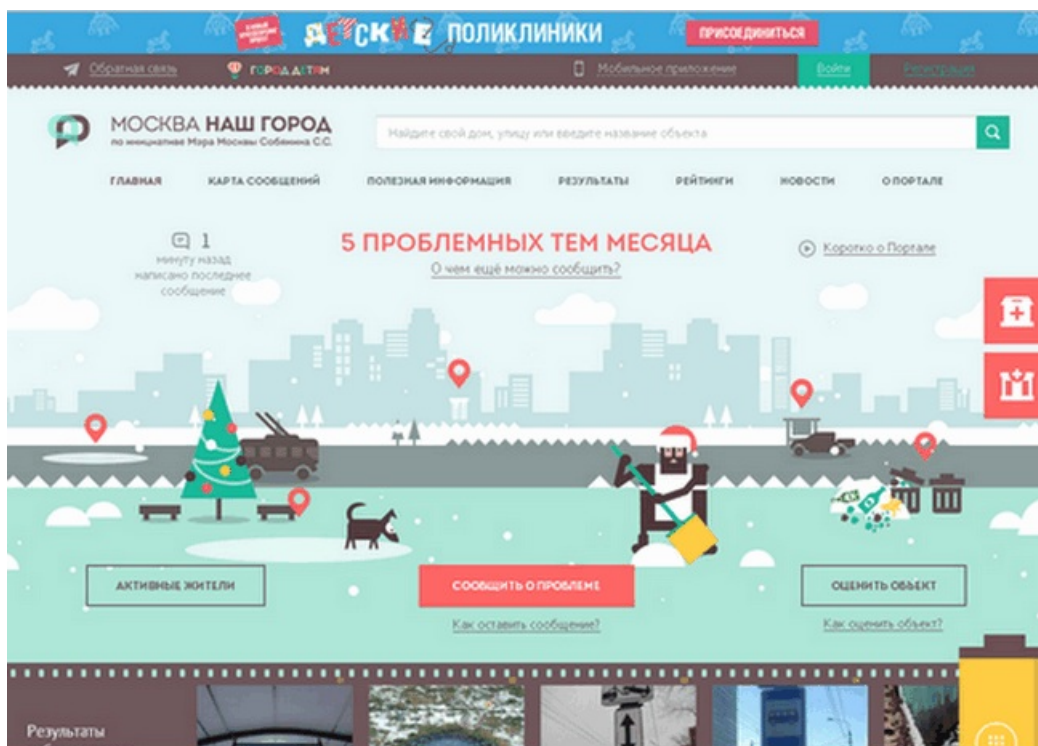 ДЕТСКИЕ ПОЛИКЛИНИКИ
ПРИСОЕДИНИТЬСЯ
Обратная связь
ГОРОД ДЕТЯМ
Мобильное приложение
Войти
Регистрация
МОСКВА НАШ ГОРОД
по инициативе Мэра Москвы Собянина С.С.
Найдите свой дом, улицу или введите название объекта
ГЛАВНАЯ
КАРТА СООБЩЕНИЙ
ПОЛЕЗНАЯ ИНФОРМАЦИЯ
РЕЗУЛЬТАТЫ
РЕЙТИНГИ
НОВОСТИ
О ПОРТАЛЕ
1
минуту назад
написано последнее
сообщение
5 ПРОБЛЕМНЫХ ТЕМ МЕСЯЦА
О чем ещё можно сообщить?
Коротко о Портале
АКТИВНЫЕ ЖИТЕЛИ
СООБЩИТЬ О ПРОБЛЕМЕ
ОЦЕНИТЬ ОБЪЕКТ
Как оставить сообщение?
Как оценить объект?
Результаты